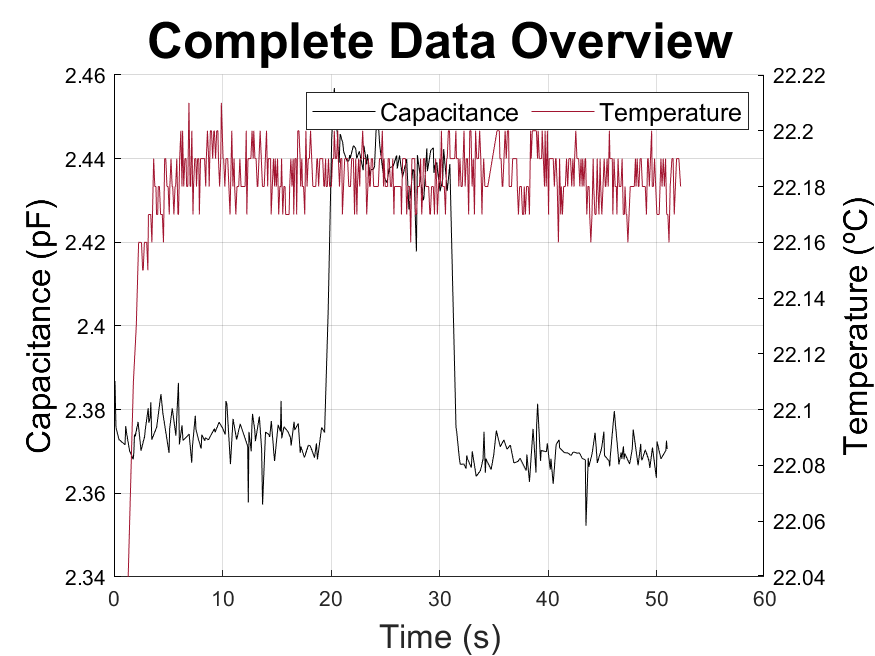 Complete Data Overview
2.46
2.44
2.42
2.4
2.38
2.36
2.34
Capacitance (pF)
Capacitance Temperature
22.22
22.2
22.18
22.16
22.14
22.12
22.1
22.08
22.06
22.04
Temperature (ºC)
0 10 20 30 40 50 60
Time (s)